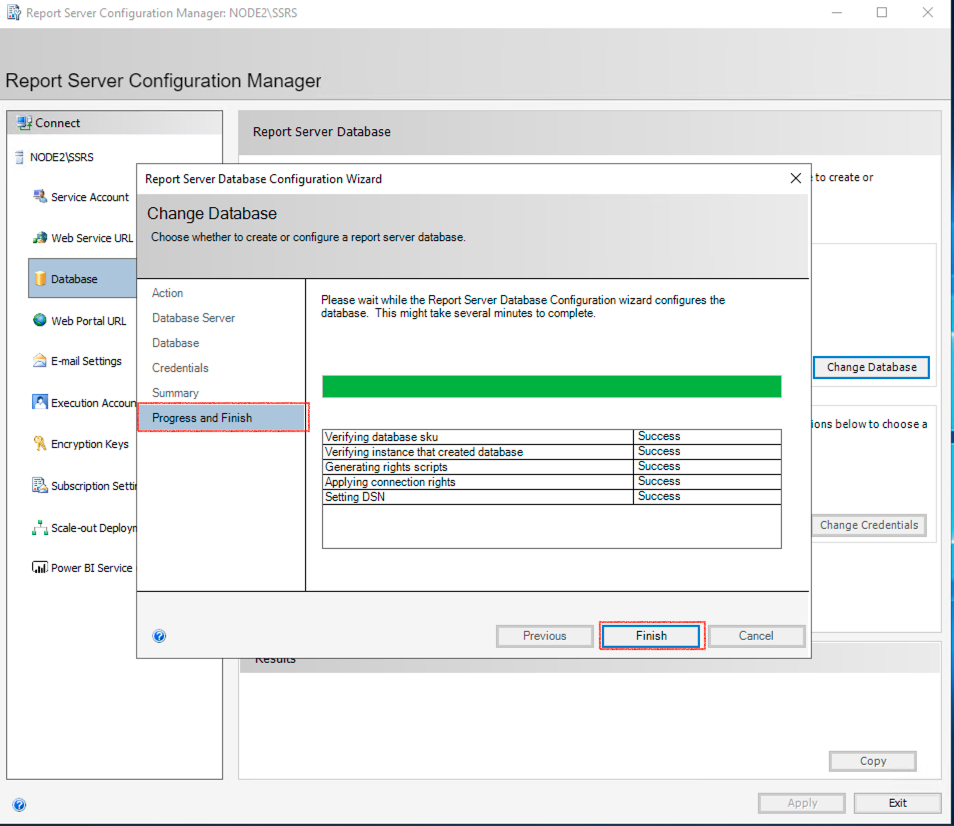 Report Server Configuration Manager: NODE2\SSRS
Report Server Configuration Manager
Connect
NODE2\SSRS
Service Account
Web Service URL
Database
Web Portal URL
E-mail Settings
Execution Accoun
Encryption Keys
Subscription Settin
Scale-out Deploym
Power BI Service
Report Server Database
to create or
Change Database
ions below to choose a
Change Credentials
Report Server Database Configuration Wizard
Change Database
Choose whether to create or configure a report server database.
Action
Database Server
Database
Credentials
Summary
Progress and Finish
Please wait while the Report Server Database Configuration wizard configures the
database. This might take several minutes to complete.
Verifying database sku Success
Verifying instance that created database Success
Generating rights scripts Success
Applying connection rights Success
Setting DSN Success
Previous
Finish
Cancel
Results
Copy
Apply
Exit